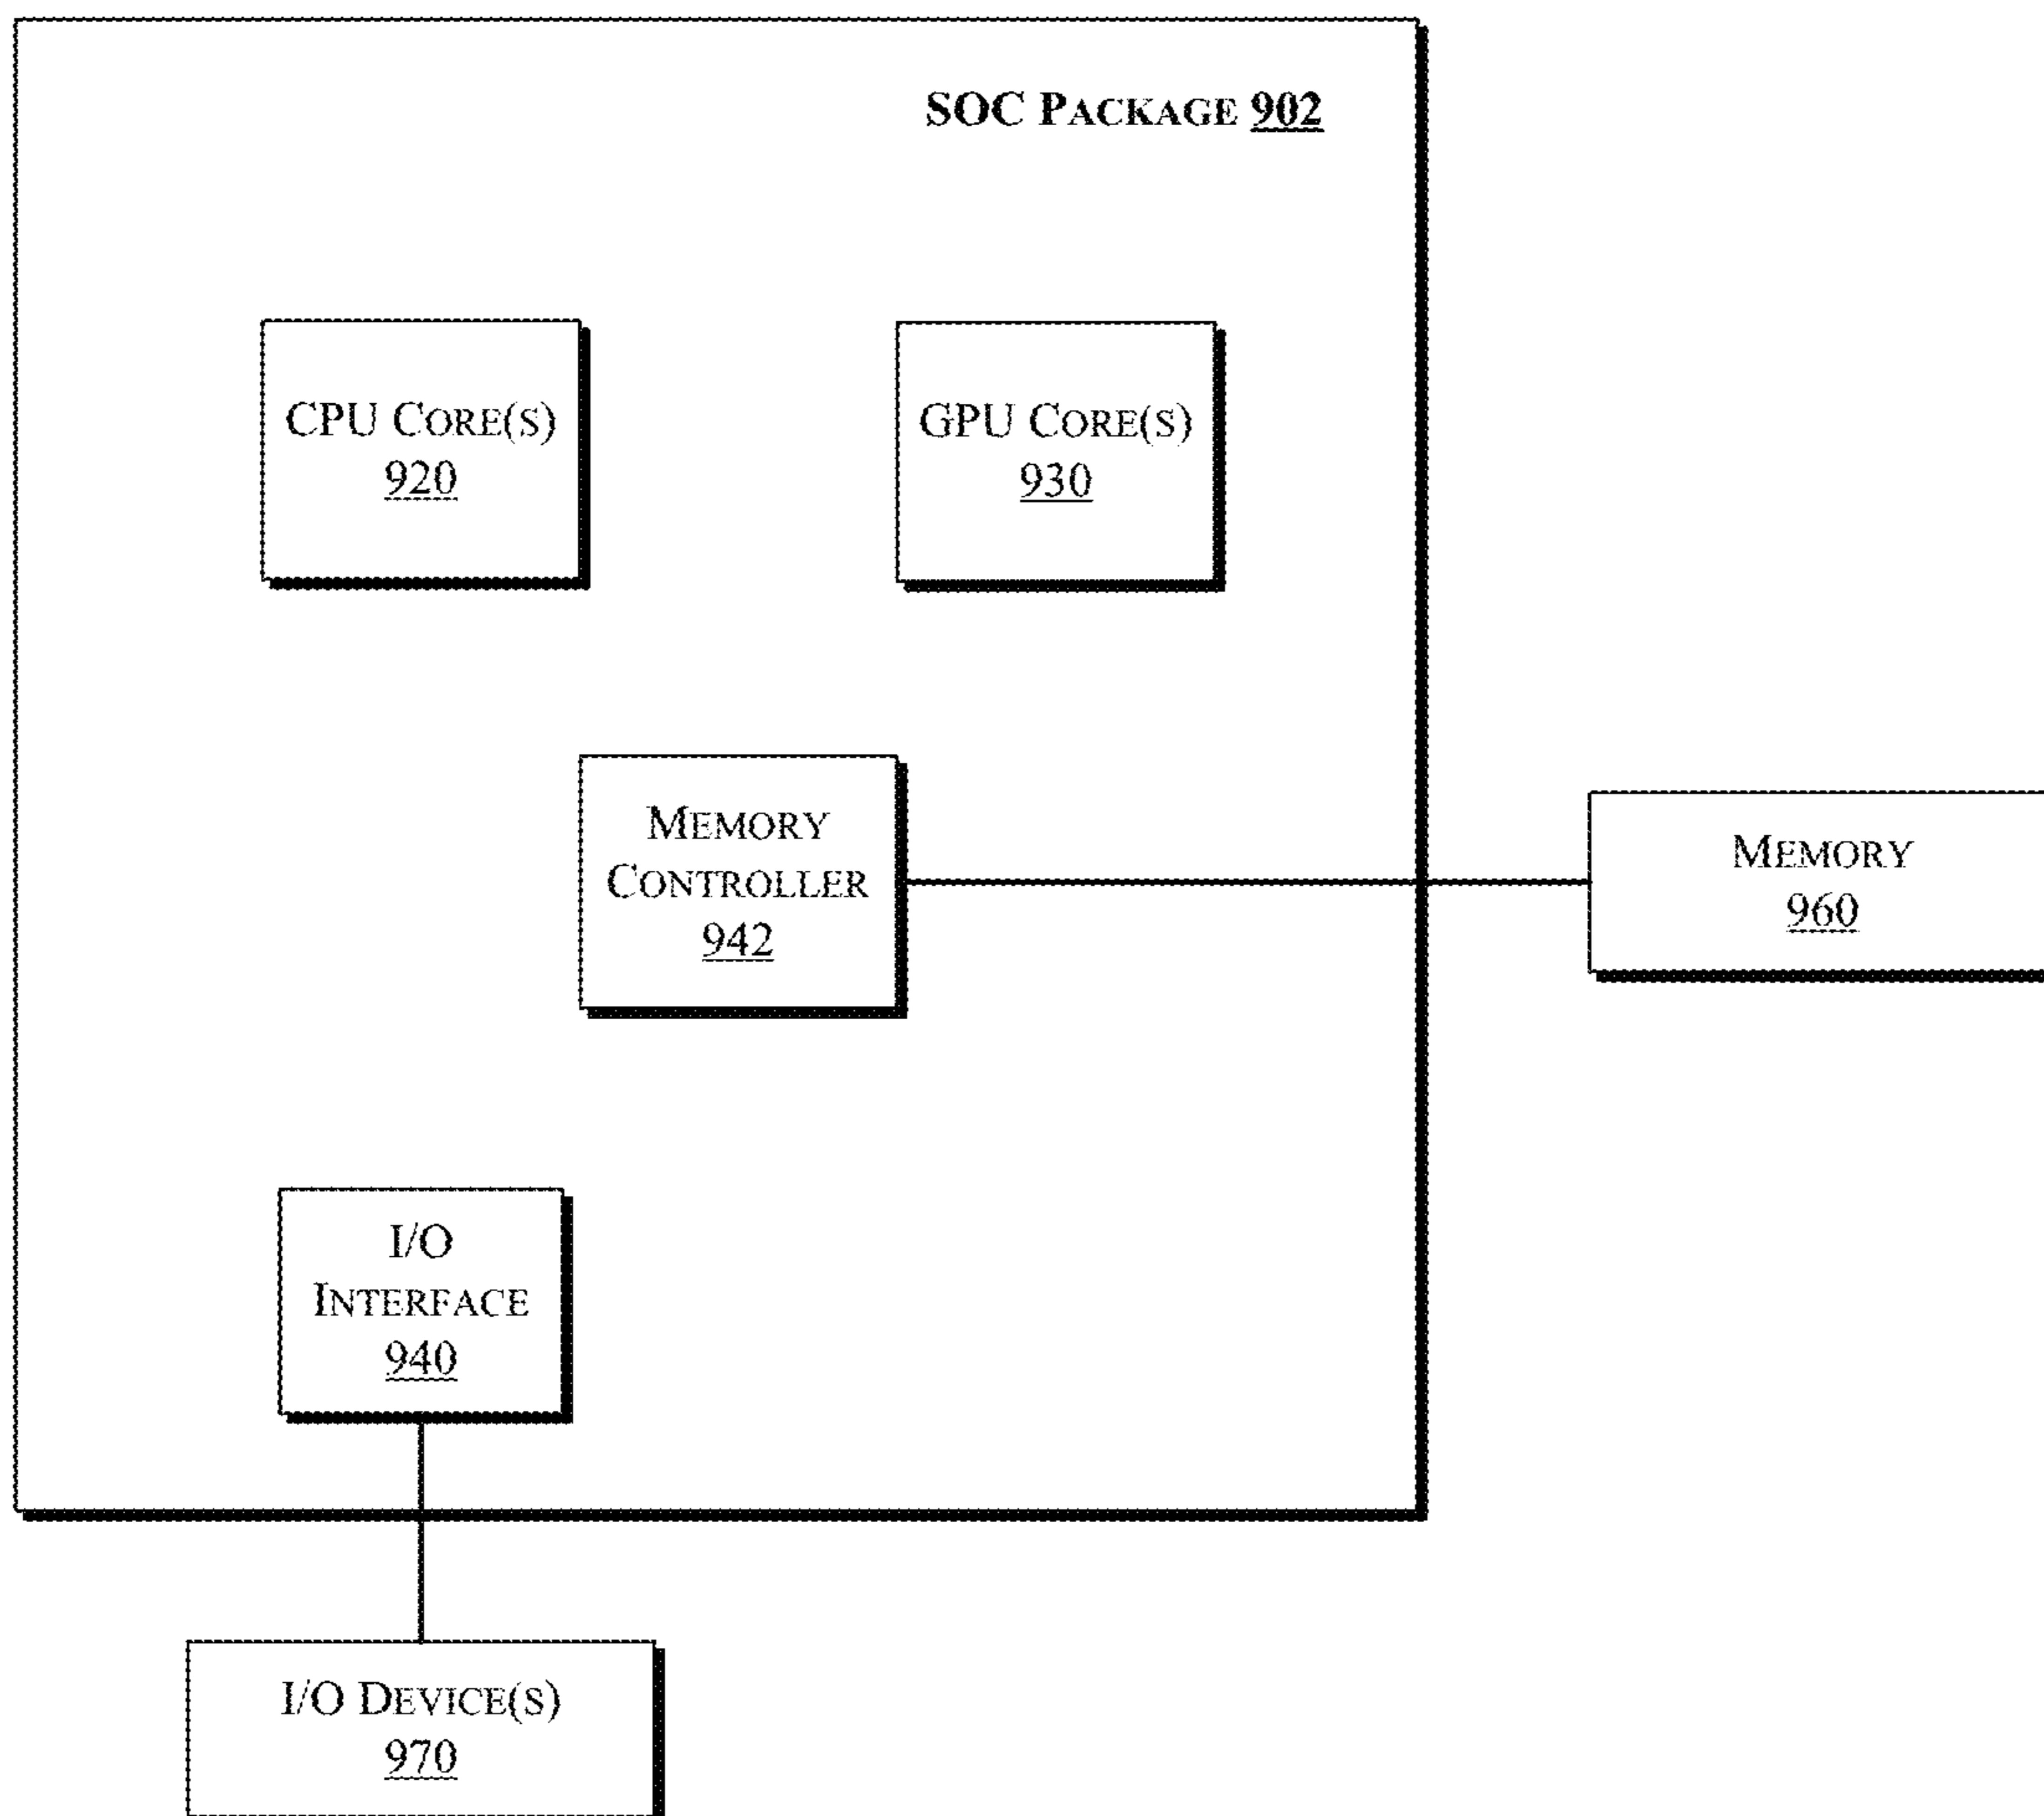 SOC PACKAGE 902
CPU CORE(S)
920
GPU CORE(S)
930
MEMORY
CONTROLLER
942
MEMORY
960
I/O
INTERFACE
940
I/O DEVICE(S)
970